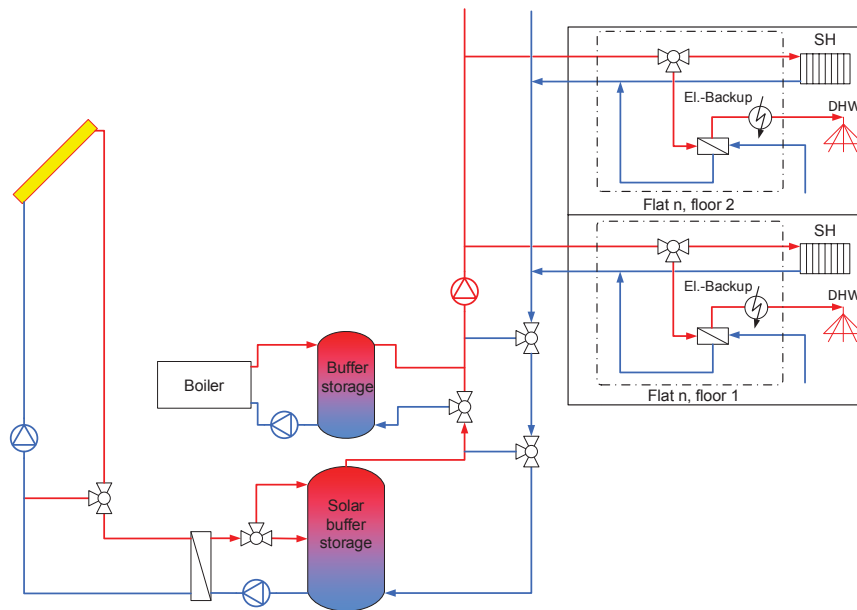 SH
El.-Backup
DHW
Flat n, floor 2
SH
El.-Backup
DHW
Flat n, floor 1
Boiler
Buffer
storage
Solar
buffer
storage